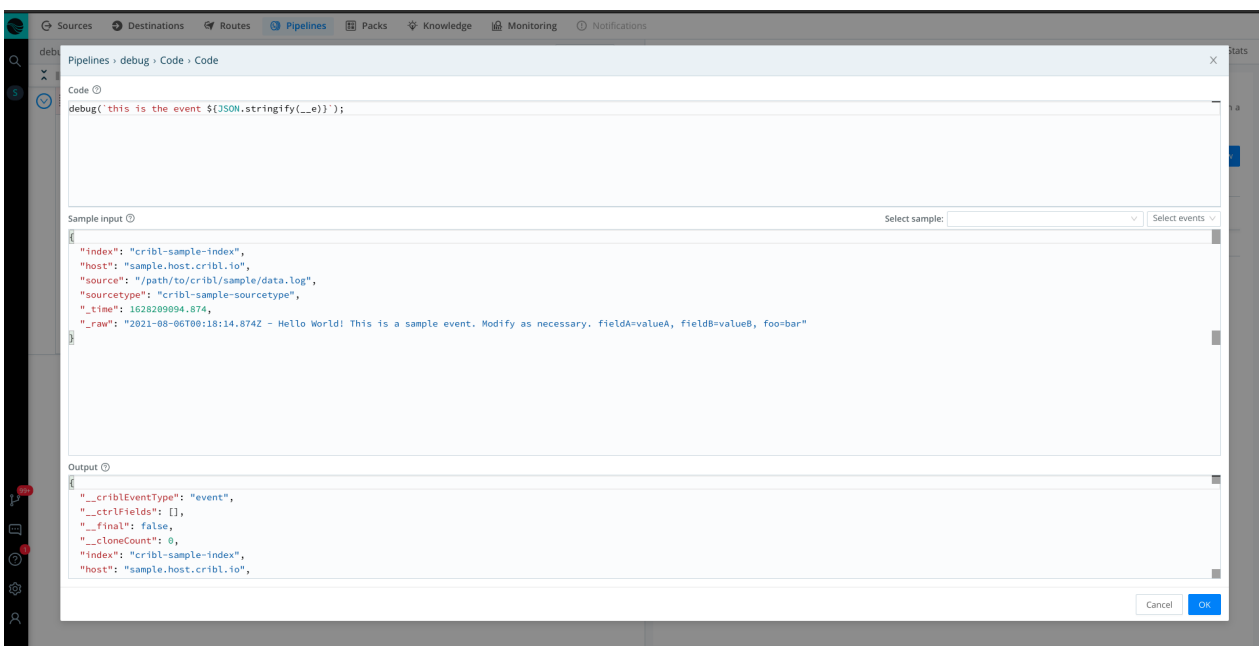 Sources Destinations Routes Pipelines Packs Knowledge Monitoring Notifications
debu
Stats
Pipelines › debug › Code › Code
S
Code
debug(`this is the event ${JSON.stringify(__e)}`);
n a
Sample input Select sample: Select events
{
"index": "cribl-sample-index",
"host": "sample.host.cribl.io",
"source": "/path/to/cribl/sample/data.log",
"sourcetype": "cribl-sample-sourcetype",
"_time": 1628209094.874,
"_raw": "2021-08-06T00:18:14.874Z - Hello World! This is a sample event. Modify as necessary. fieldA=valueA, fieldB=valueB, foo=bar"
}
Output
{
99+
"__criblEventType": "event",
"__ctrlFields": [],
"__final": false,
"__cloneCount": 0,
1
"index": "cribl-sample-index",
"host": "sample.host.cribl.io",
Cancel OK